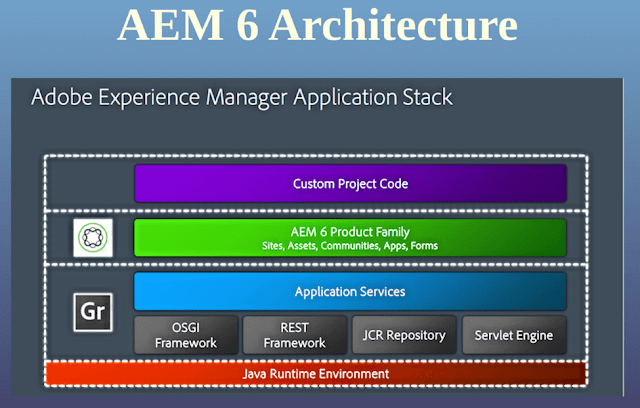 AEM 6 Architecture
Adobe Experience Manager Application Stack
Custom Project Code
AEM 6 Product Family
Sites, Assets, Communities, Apps, Forms
Gr
Application Services
OSGI
Framework
REST
Framework
JCR Repository
Servlet Engine
Java Runtime Environment